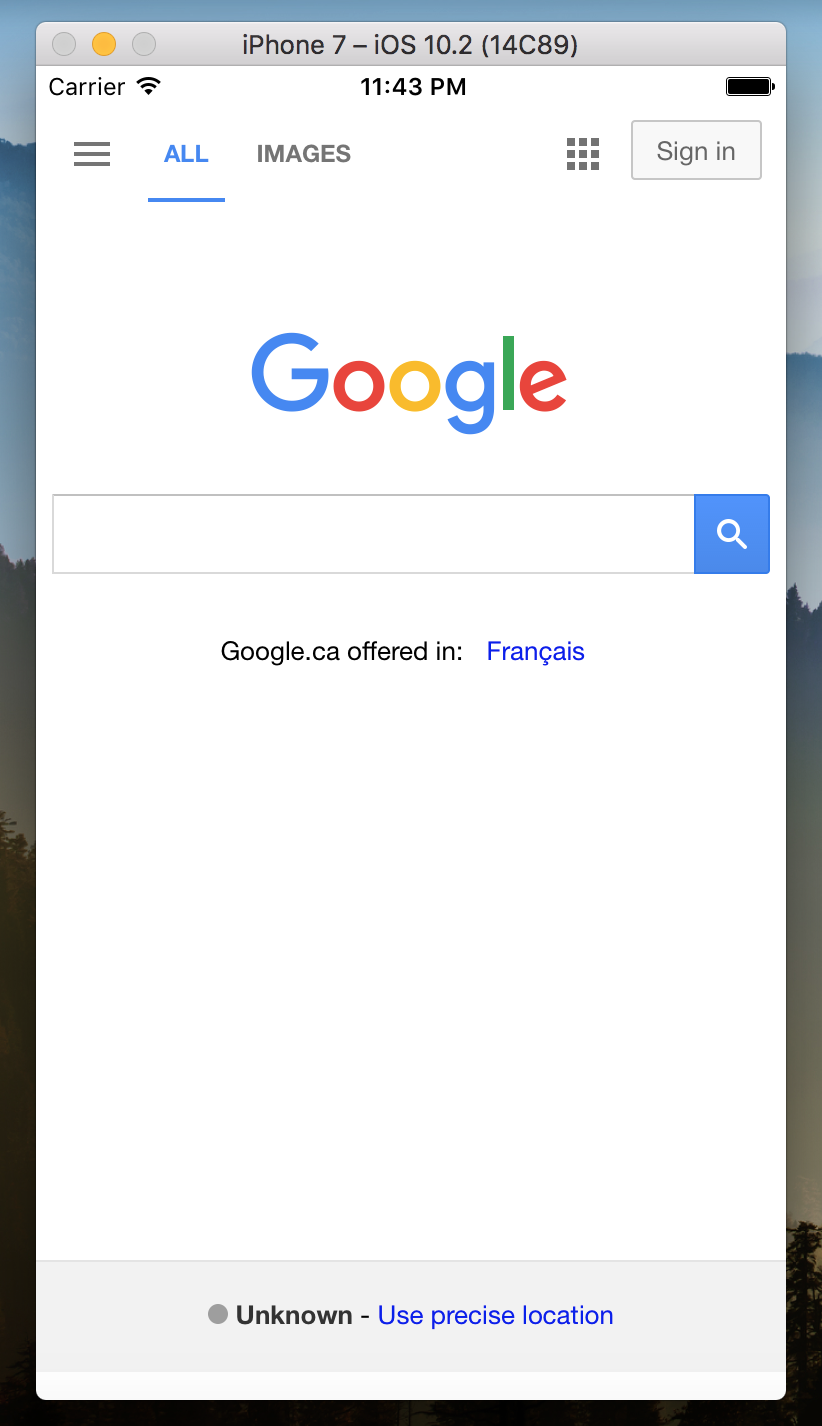 iPhone 7 – iOS 10.2 (14C89)
Carrier 11:43 PM
ALL IMAGES Sign in
Google
Google.ca offered in: Français
Unknown - Use precise location